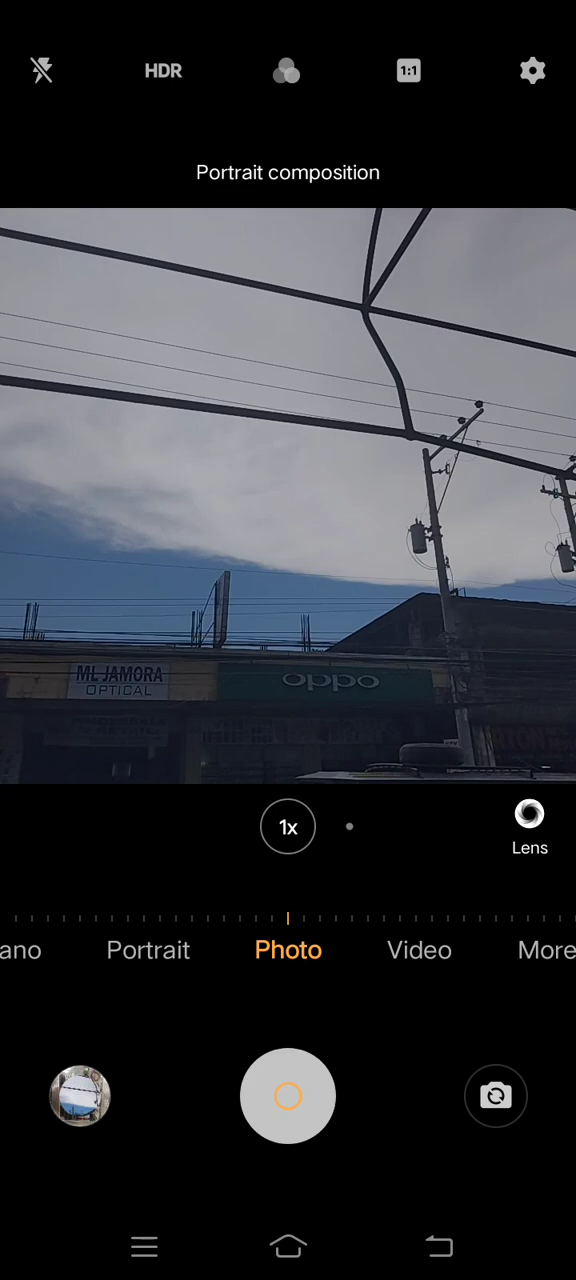 HDR
1:1
Portrait composition
ML JAMORA
OPTICAL
oppo
1x
Lens
ano
Portrait
Photo
Video
More